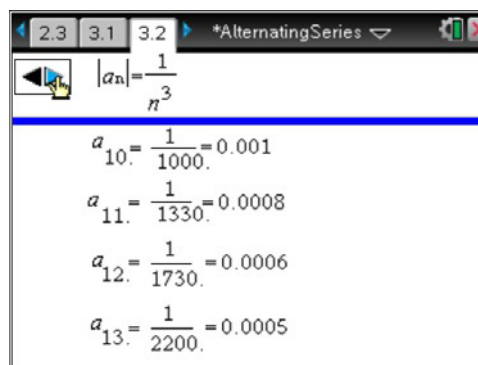 2.3 3.1 3.2 *AlternatingSeries
|an|=1/n^3
a10.=1/1000.=0.001
a11.=1/1330.=0.0008
a12.=1/1730.=0.0006
a13.=1/2200.=0.0005